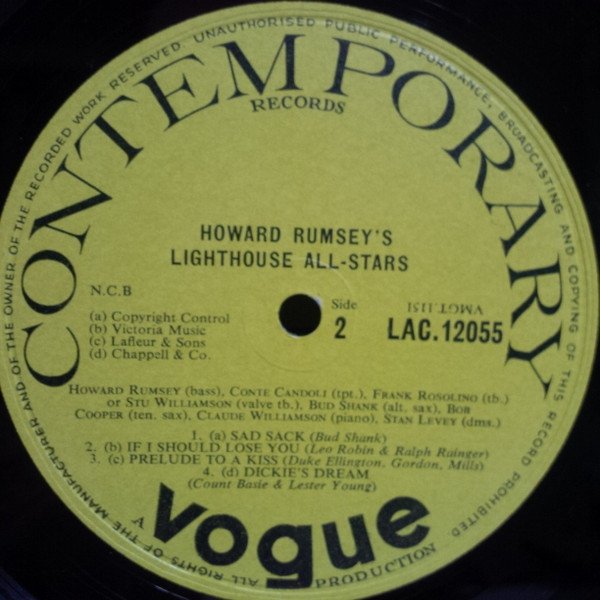 ALL RIGHTS OF THE MANUFACTURER AND OF THE OWNER OF THE RECORDED WORK RESERVED. UNAUTHORISED PUBLIC PERFORMANCE, BROADCASTING AND COPYING OF THIS RECORD PROHIBITED.
CONTEMPORARY
RECORDS
HOWARD RUMSEY'S
LIGHTHOUSE ALL-STARS
N.C.B
(a) Copyright Control
(b) Victoria Music
(c) Lafleur & Sons
(d) Chappell & Co.
Side
2
VMGT.1151
LAC.12055
HOWARD RUMSEY (bass), CONTE CANDOLI (tpt.), FRANK ROSOLINO (tb.)
or STU WILLIAMSON (valve tb.), BUD SHANK (alt. sax), BOB
COOPER (ten. sax), CLAUDE WILLIAMSON (piano), STAN LEVEY (dms.)
1. (a) SAD SACK (Bud Shank)
2. (b) IF I SHOULD LOSE YOU (Leo Robin & Ralph Rainger)
3. (c) PRELUDE TO A KISS (Duke Ellington, Gordon, Mills)
4. (d) DICKIE'S DREAM
(Count Basie & Lester Young)
A
vogue
PRODUCTION